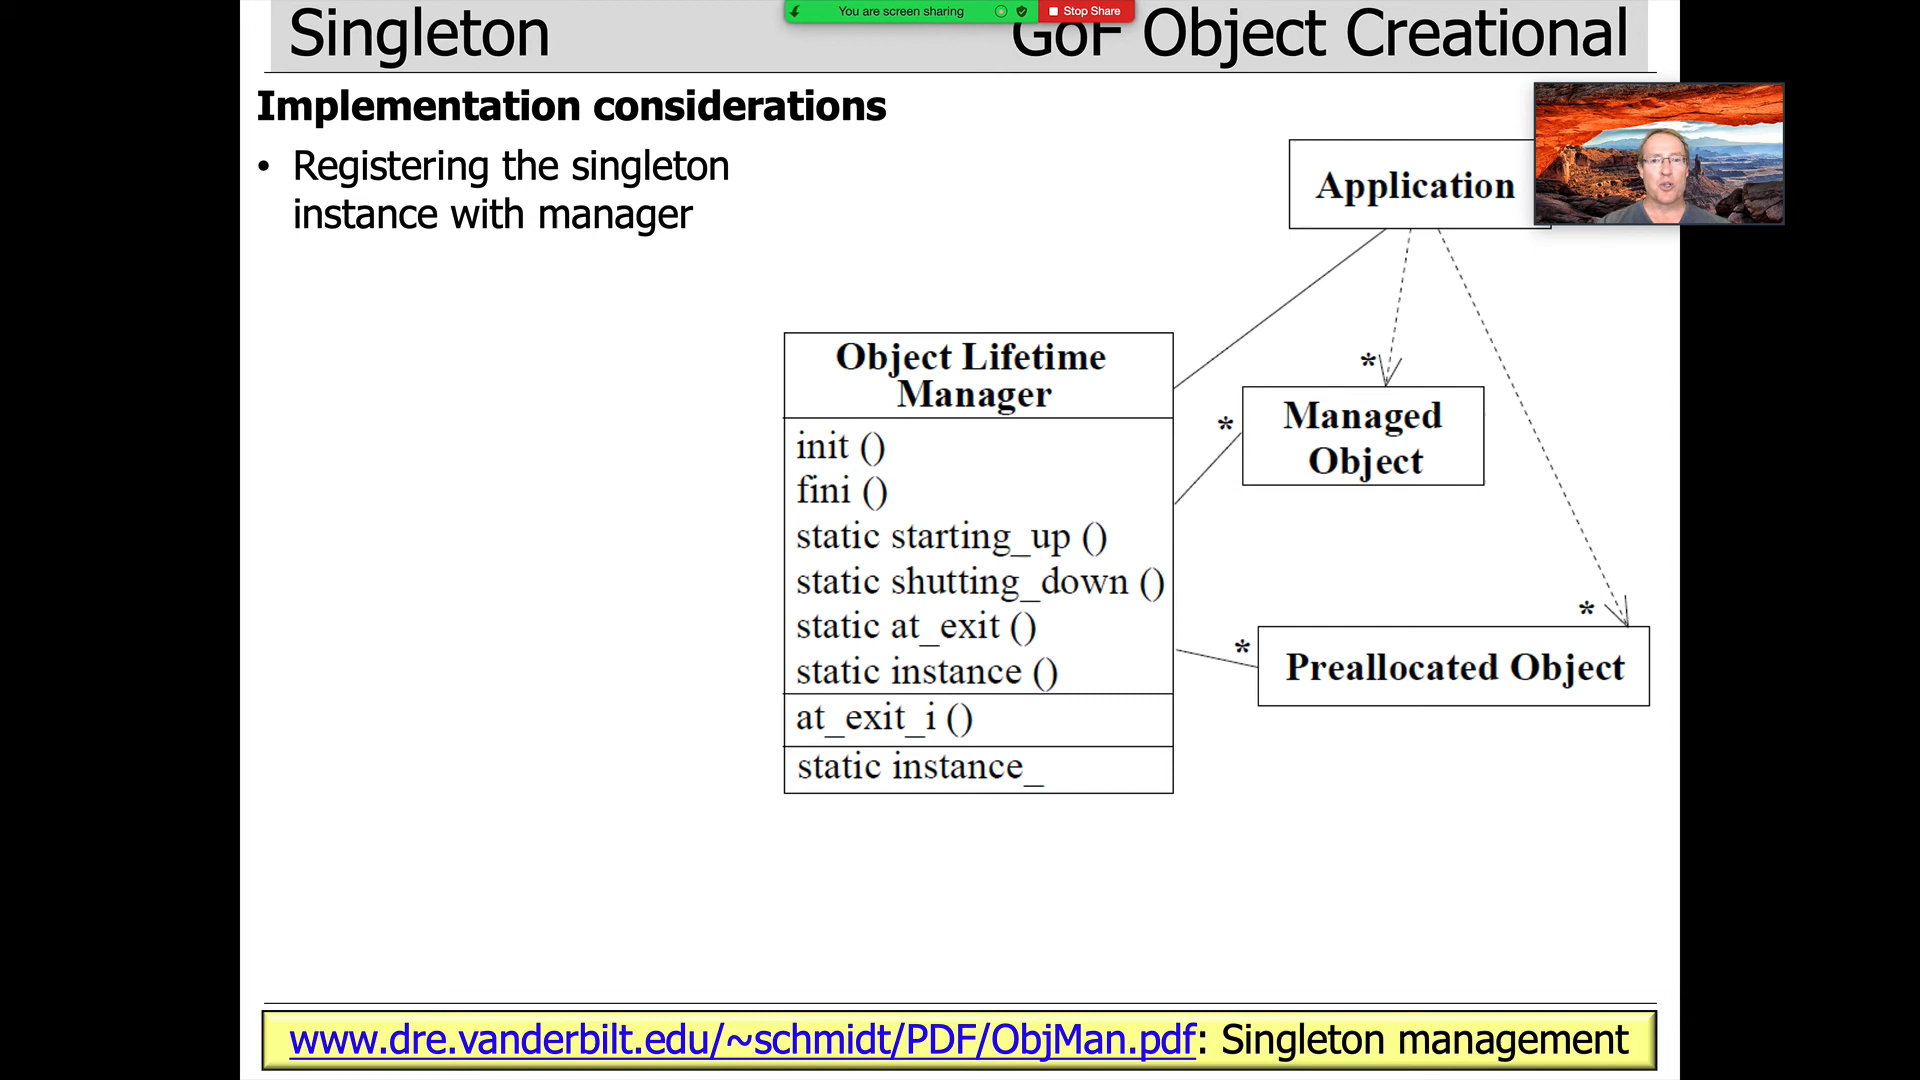 You are screen sharing
Stop Share
Singleton
GoF Object Creational
Implementation considerations
• Registering the singleton
instance with manager
Application
Object Lifetime
Manager
init ()
fini ()
static starting_up ()
static shutting_down ()
static at_exit ()
static instance ()
at_exit_i ()
static instance_
*
Managed
Object
*
*
Preallocated Object
*
www.dre.vanderbilt.edu/~schmidt/PDF/ObjMan.pdf: Singleton management